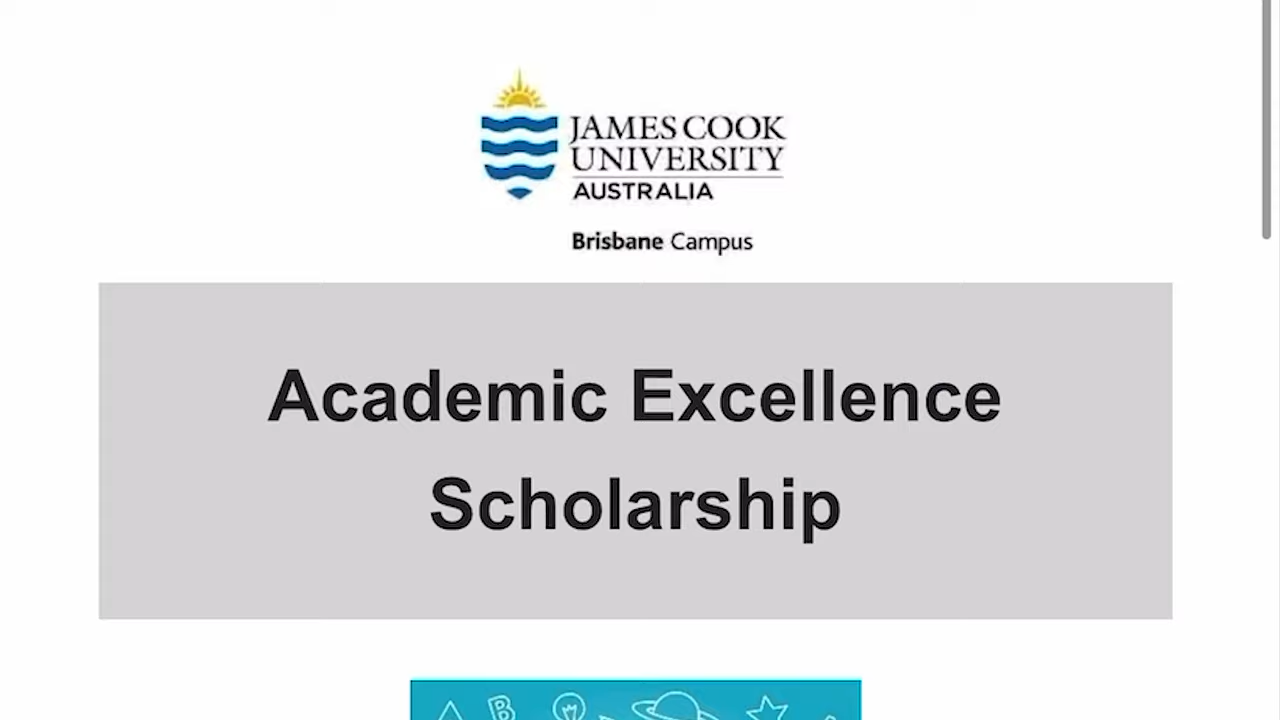 JAMES COOK
UNIVERSITY
AUSTRALIA
Brisbane Campus
Academic Excellence
Scholarship
B